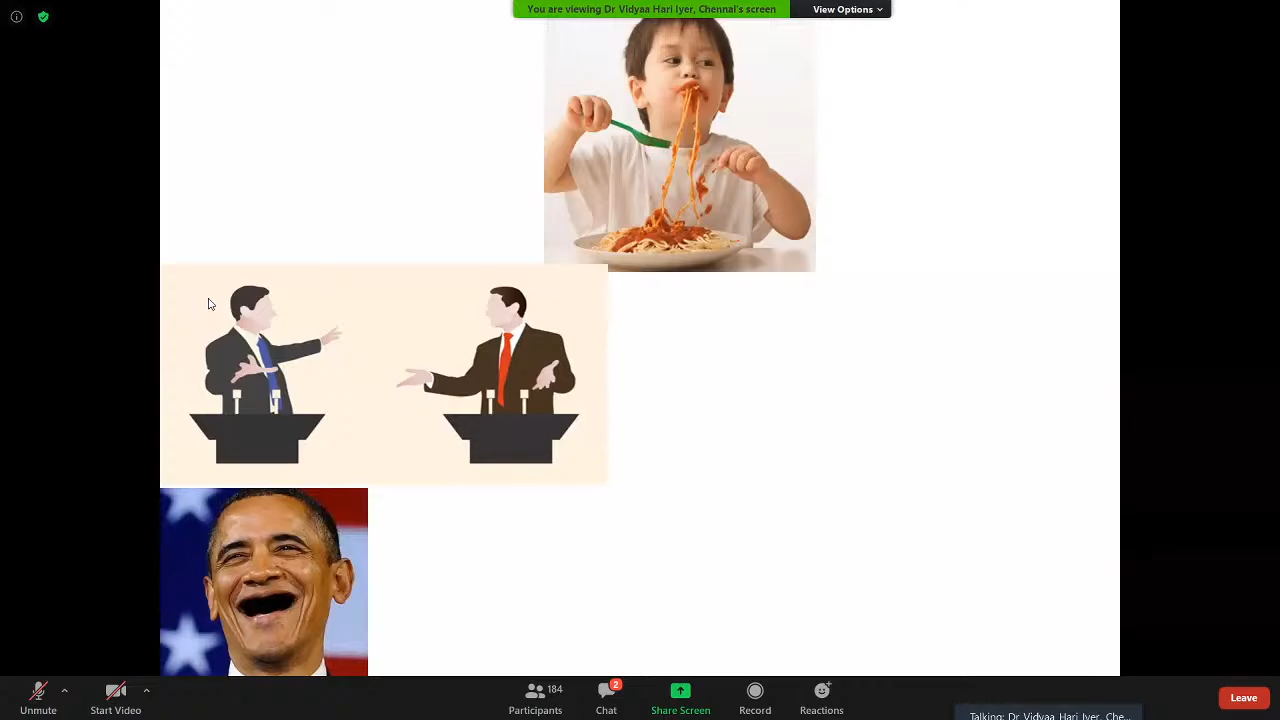 You are viewing Dr Vidyaa Hari Iyer, Chennai's screen
View Options
Unmute
Start Video
184
Participants
2
Chat
Share Screen
Record
Reactions
Leave
Talking: Dr Vidyaa Hari Iyer, Che...